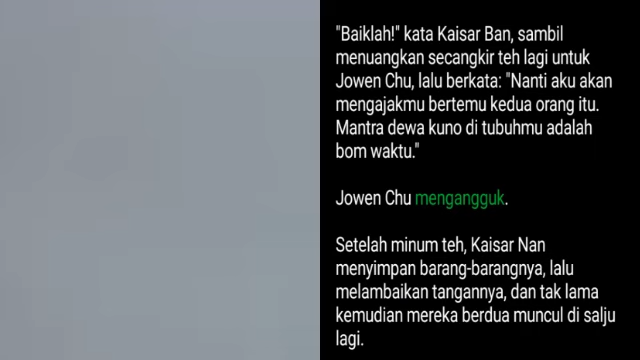 "Baiklah!" kata Kaisar Ban, sambil
menuangkan secangkir teh lagi untuk
Jowen Chu, lalu berkata: "Nanti aku akan
mengajakmu bertemu kedua orang itu.
Mantra dewa kuno di tubuhmu adalah
bom waktu."
Jowen Chu mengangguk.
Setelah minum teh, Kaisar Nan
menyimpan barang-barangnya, lalu
melambaikan tangannya, dan tak lama
kemudian mereka berdua muncul di salju
lagi.